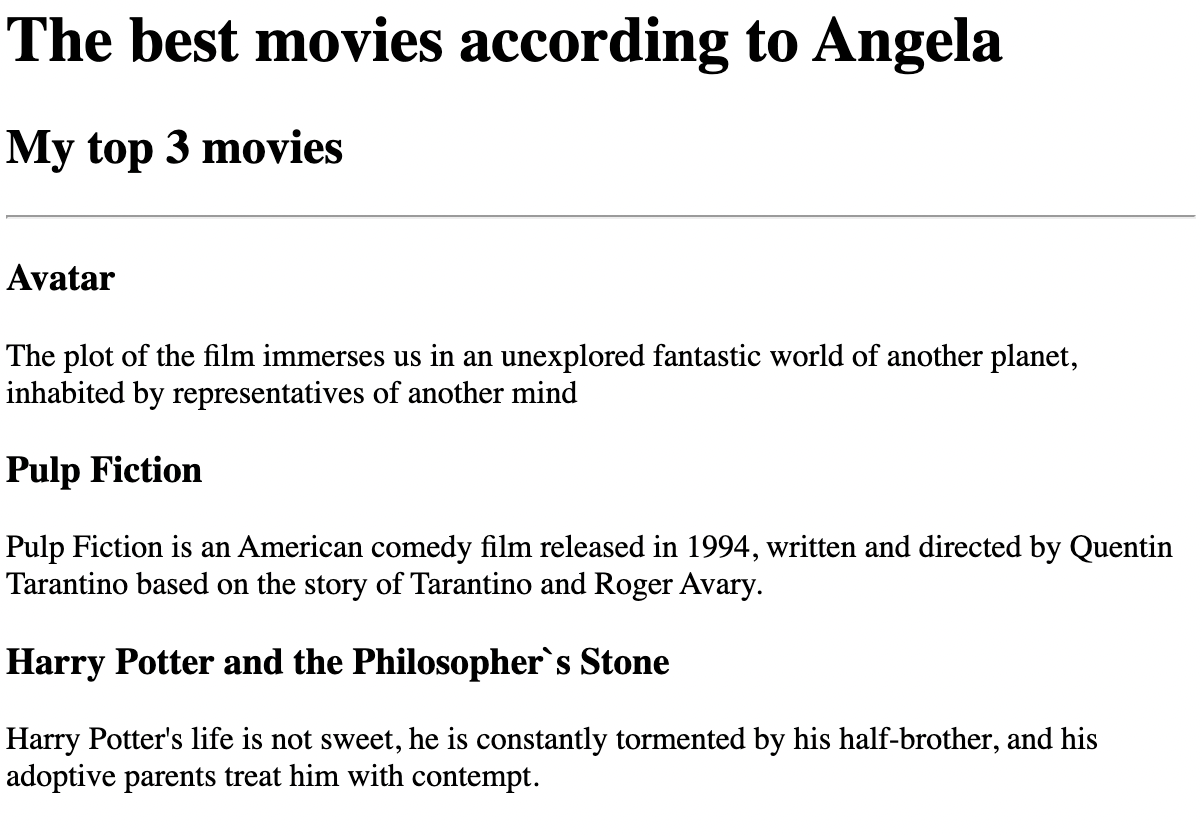 The best movies according to Angela
My top 3 movies
Avatar
The plot of the film immerses us in an unexplored fantastic world of another planet,
inhabited by representatives of another mind
Pulp Fiction
Pulp Fiction is an American comedy film released in 1994, written and directed by Quentin
Tarantino based on the story of Tarantino and Roger Avary.
Harry Potter and the Philosopher`s Stone
Harry Potter's life is not sweet, he is constantly tormented by his half-brother, and his
adoptive parents treat him with contempt.